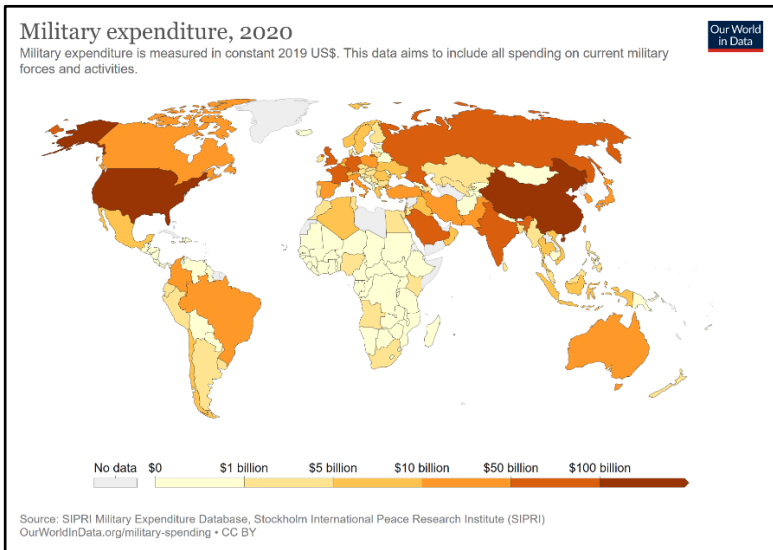 Military expenditure, 2020
Our World
in Data
Military expenditure is measured in constant 2019 US$. This data aims to include all spending on current military
forces and activities.
No data $0 $1 billion $5 billion $10 billion $50 billion $100 billion
Source: SIPRI Military Expenditure Database, Stockholm International Peace Research Institute (SIPRI)
OurWorldInData.org/military-spending • CC BY